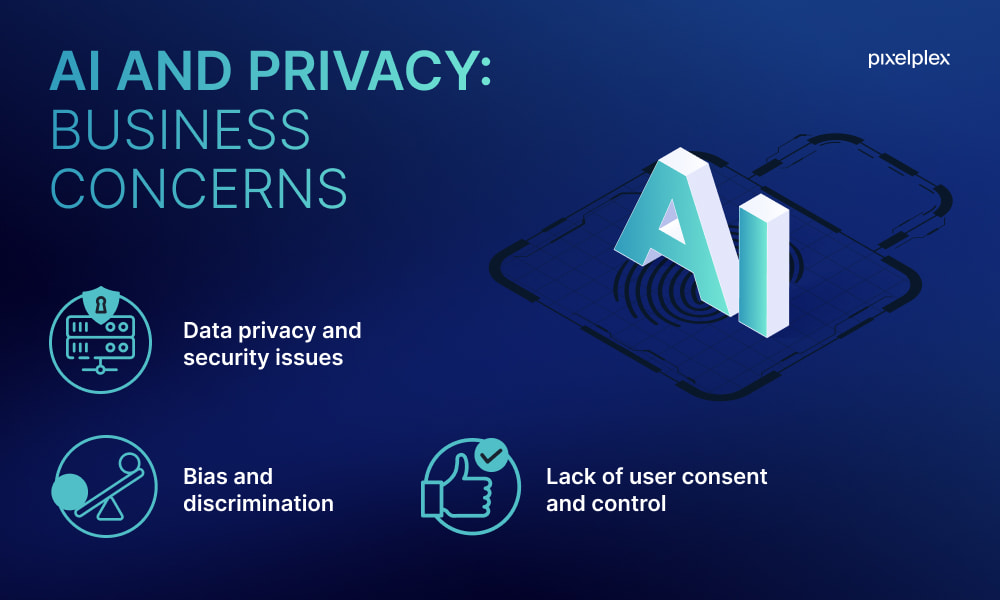 AI AND PRIVACY:
BUSINESS
CONCERNS
pixelplex
AI
Data privacy and
security issues
Bias and
discrimination
Lack of user consent
and control